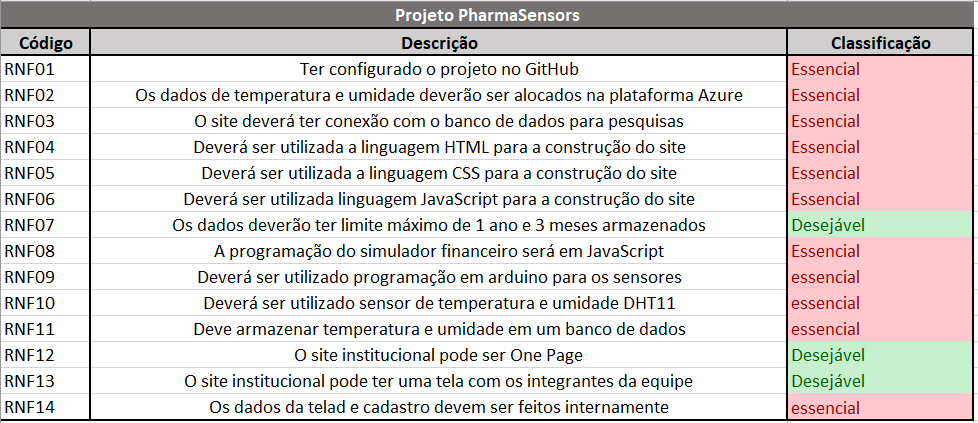 Projeto PharmaSensors
Código Descrição Classificação
RNF01 Ter configurado o projeto no GitHub Essencial
RNF02 Os dados de temperatura e umidade deverão ser alocados na plataforma Azure Essencial
RNF03 O site deverá ter conexão com o banco de dados para pesquisas Essencial
RNF04 Deverá ser utilizada a linguagem HTML para a construção do site Essencial
RNF05 Deverá ser utilizada a linguagem CSS para a construção do site Essencial
RNF06 Deverá ser utilizada linguagem JavaScript para a construção do site Essencial
RNF07 Os dados deverão ter limite máximo de 1 ano e 3 meses armazenados Desejável
RNF08 A programação do simulador financeiro será em JavaScript Essencial
RNF09 Deverá ser utilizado programação em arduino para os sensores essencial
RNF10 Deverá ser utilizado sensor de temperatura e umidade DHT11 essencial
RNF11 Deve armazenar temperatura e umidade em um banco de dados essencial
RNF12 O site institucional pode ser One Page Desejável
RNF13 O site institucional pode ter uma tela com os integrantes da equipe Desejável
RNF14 Os dados da telad e cadastro devem ser feitos internamente essencial